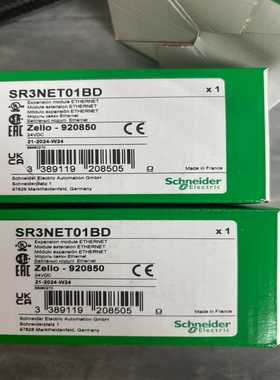 SR3NET01BD
x 1
Expansion module ETHERNET
Extension module ETHERNET
Zelio - 920850
24VDC
21-2024-W24
3 389119 208505
Made in France
Schneider Electric Automation GmbH
Schneiderplatz 1
97828 Marktheidenfeld, Germany
Schneider
Electric
SR3NET01BD
x 1
Expansion module ETHERNET
Zelio - 920850
24VDC
21-2024-W24
3 389119 208505
Made in France
Schneider Electric Automation GmbH
Schneiderplatz 1
97828 Marktheidenfeld, Germany
Schneider
Electric